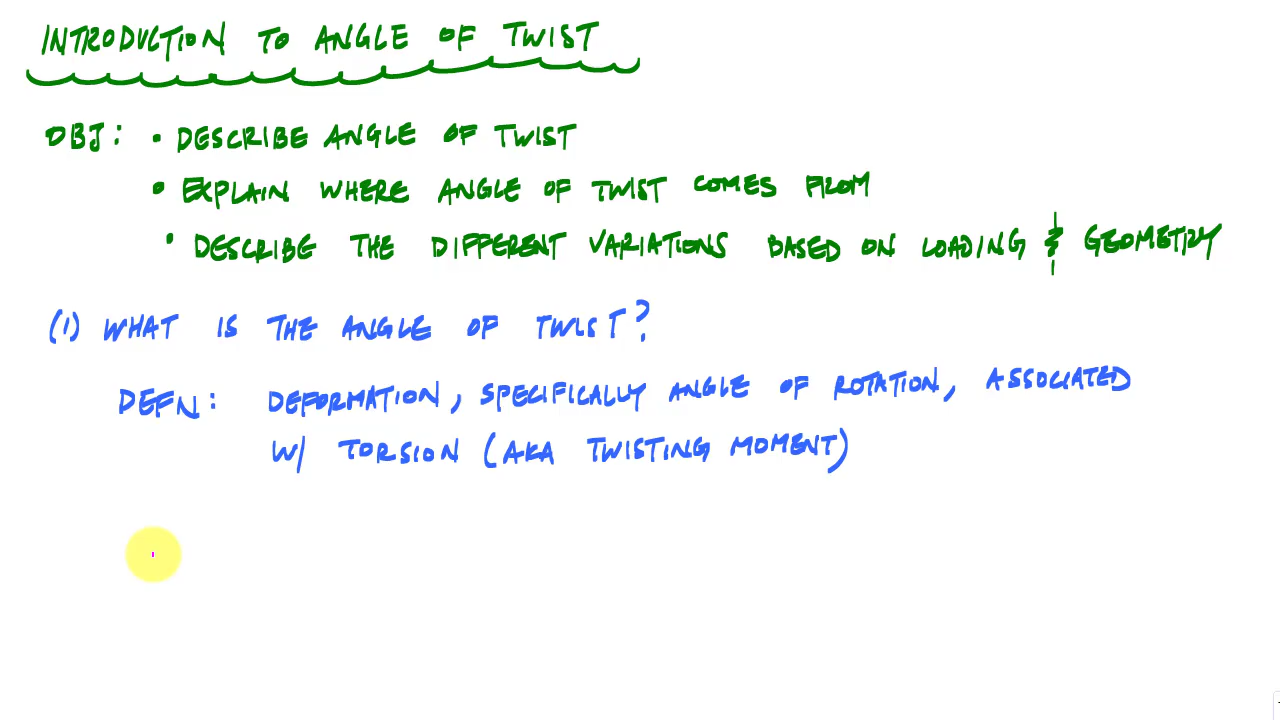 INTRODUCTION TO ANGLE OF TWIST
OBJ: • DESCRIBE ANGLE OF TWIST
• EXPLAIN WHERE ANGLE OF TWIST COMES FROM
• DESCRIBE THE DIFFERENT VARIATIONS BASED ON LOADING & GEOMETRY
(1) WHAT IS THE ANGLE OF TWIST?
DEFN: DEFORMATION, SPECIFICALLY ANGLE OF ROTATION, ASSOCIATED
W/ TORSION (AKA TWISTING MOMENT)